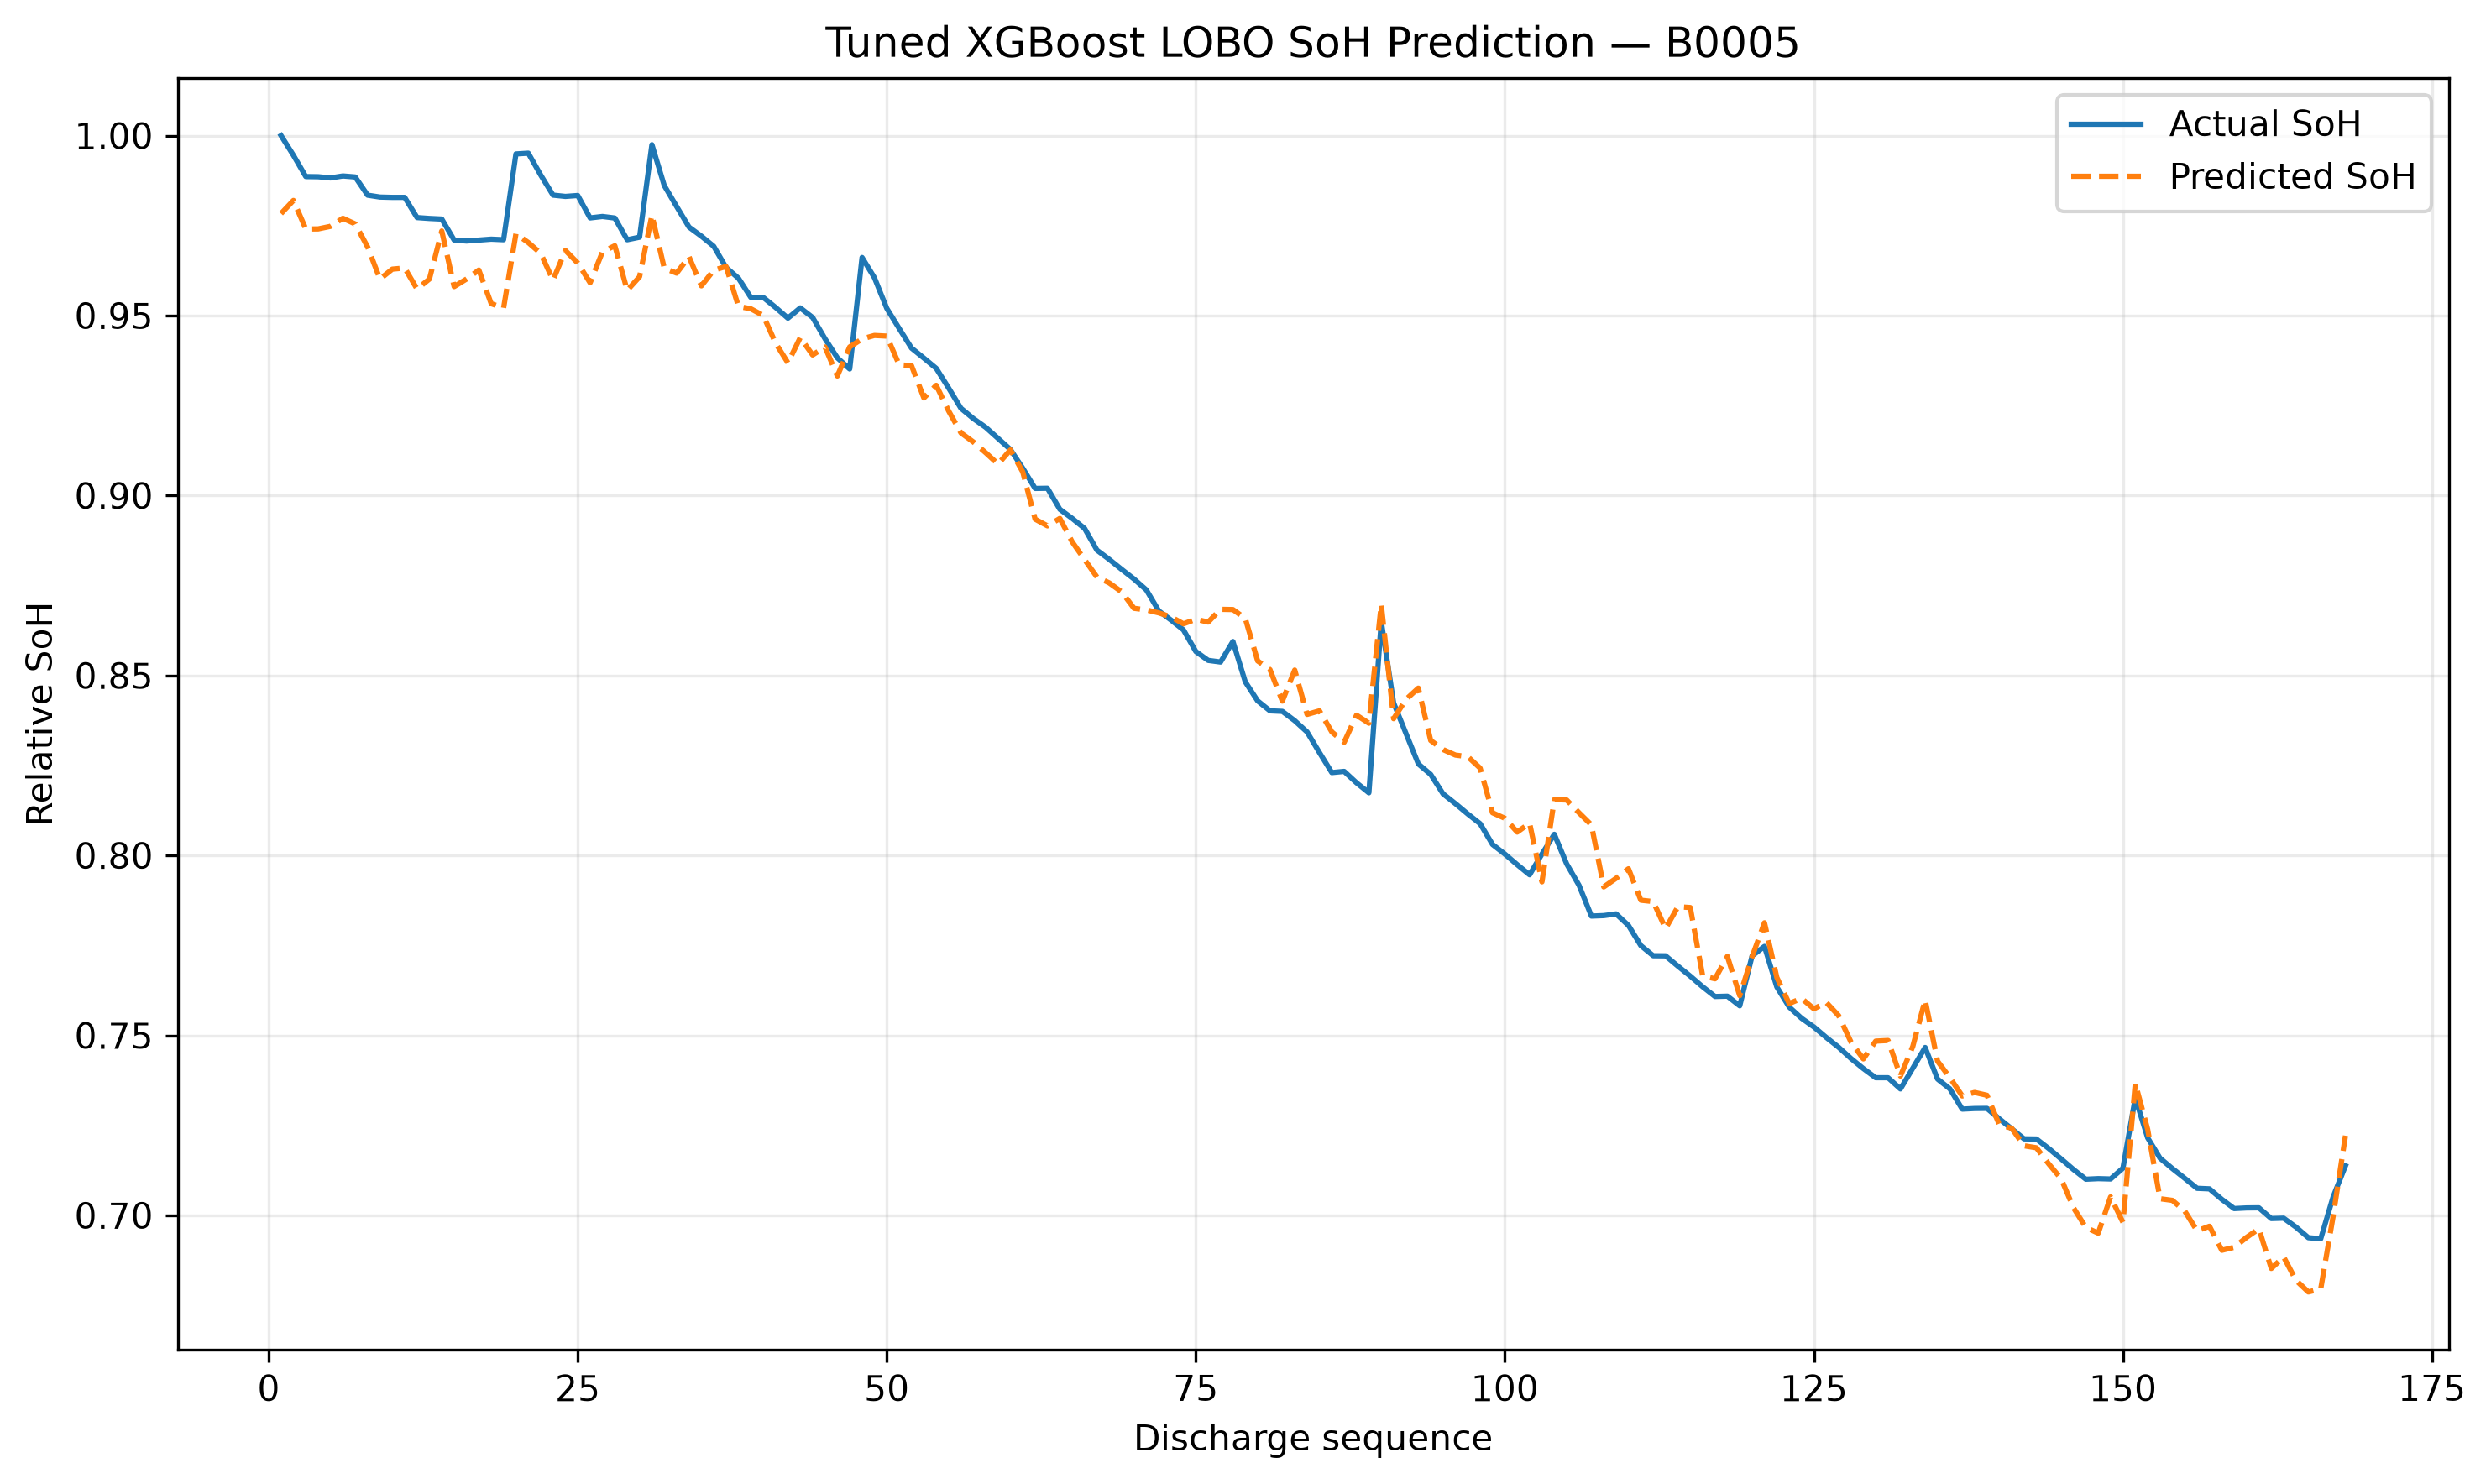 Tuned XGBoost LOBO SoH Prediction — B0005
Actual SoH
Predicted SoH
Relative SoH
1.00
0.95
0.90
0.85
0.80
0.75
0.70
0 25 50 75 100 125 150 175
Discharge sequence